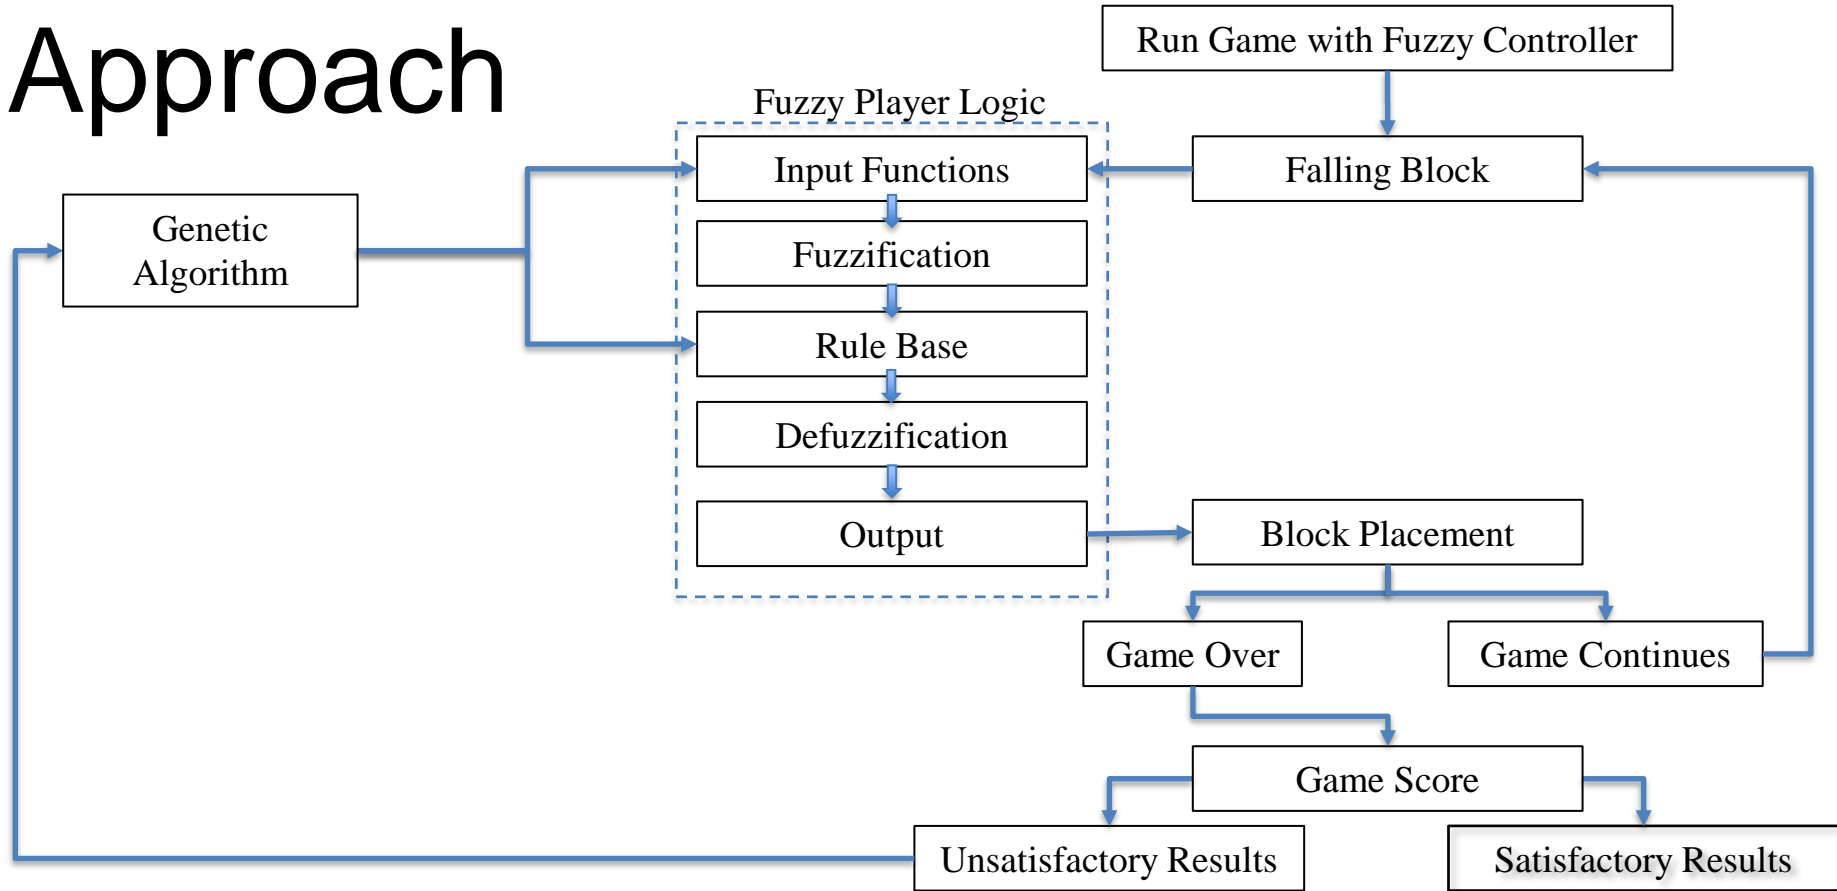 Approach
Run Game with Fuzzy Controller
Fuzzy Player Logic
Input Functions
Falling Block
Genetic
Algorithm
Fuzzification
Rule Base
Defuzzification
Output
Block Placement
Game Over
Game Continues
Game Score
Unsatisfactory Results
Satisfactory Results